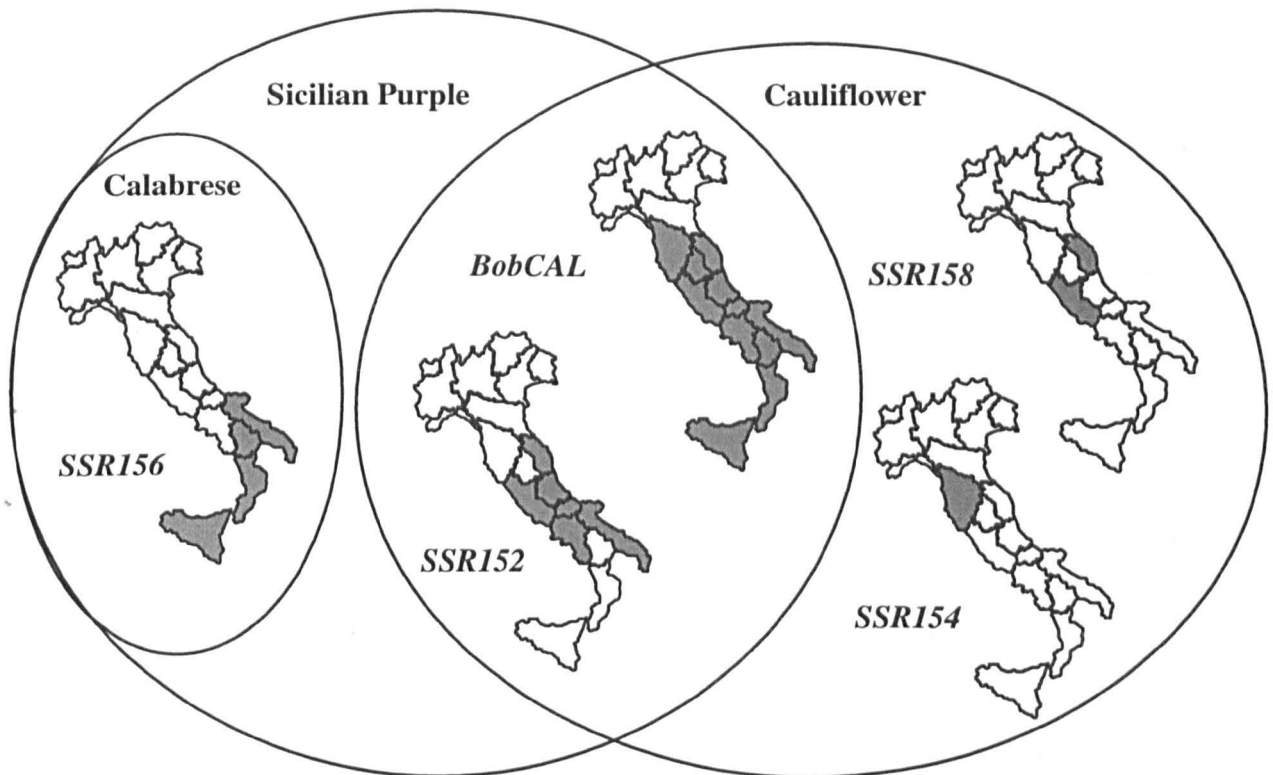 Sicilian Purple
Cauliflower
Calabrese
BobCAL
SSR158
SSR156
SSR152
SSR154